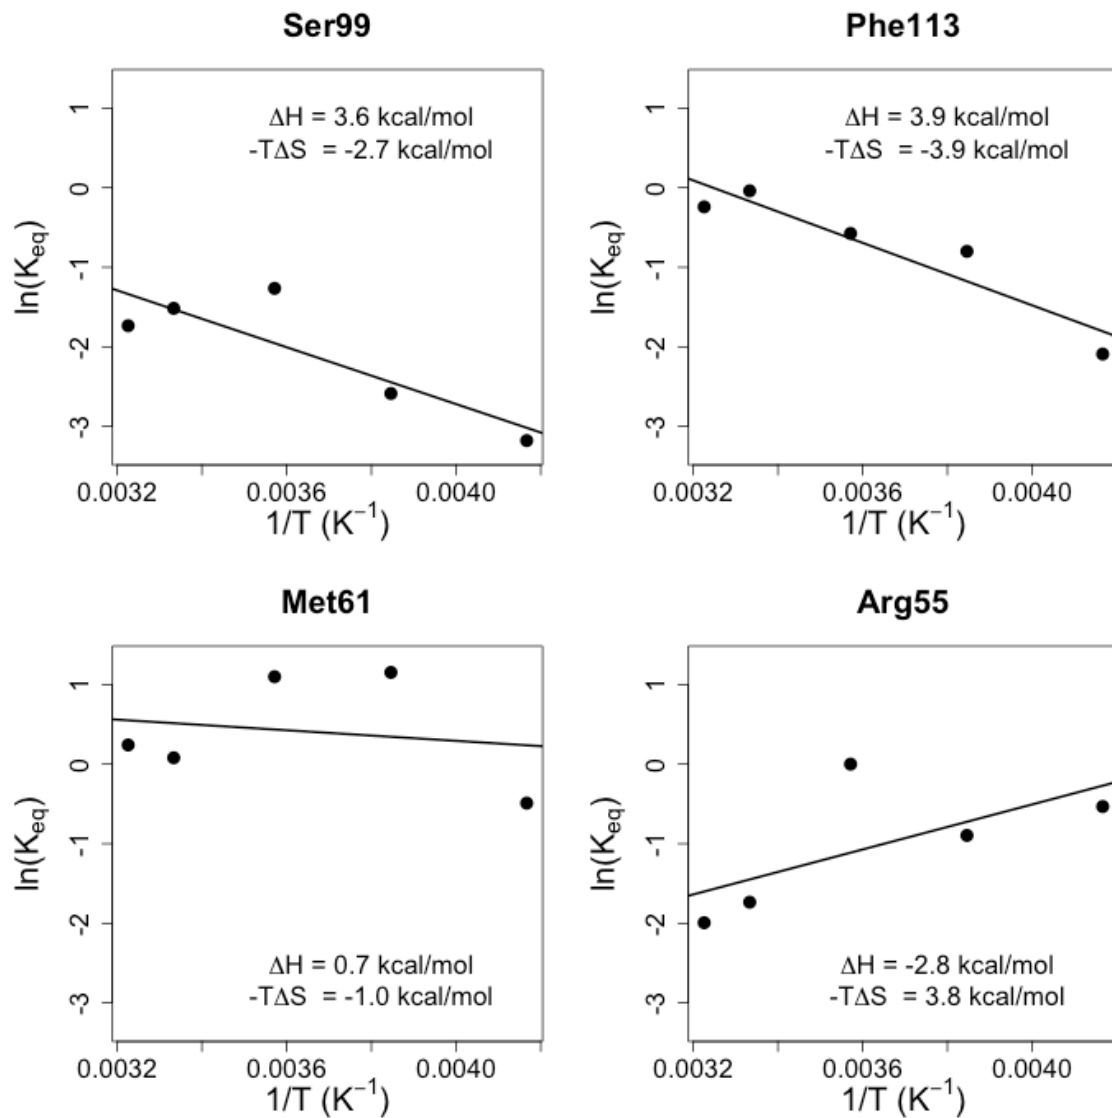 Ser99
ΔH = 3.6 kcal/mol
-TΔS = -2.7 kcal/mol
1
0
-1
-2
-3
ln(Keq)
0.0032
0.0036
0.0040
1/T (K⁻¹)
Phe113
ΔH = 3.9 kcal/mol
-TΔS = -3.9 kcal/mol
1
0
-1
-2
-3
ln(Keq)
0.0032
0.0036
0.0040
1/T (K⁻¹)
Met61
1
0
-1
-2
-3
ln(Keq)
ΔH = 0.7 kcal/mol
-TΔS = -1.0 kcal/mol
0.0032
0.0036
0.0040
1/T (K⁻¹)
Arg55
1
0
-1
-2
-3
ln(Keq)
ΔH = -2.8 kcal/mol
-TΔS = 3.8 kcal/mol
0.0032
0.0036
0.0040
1/T (K⁻¹)